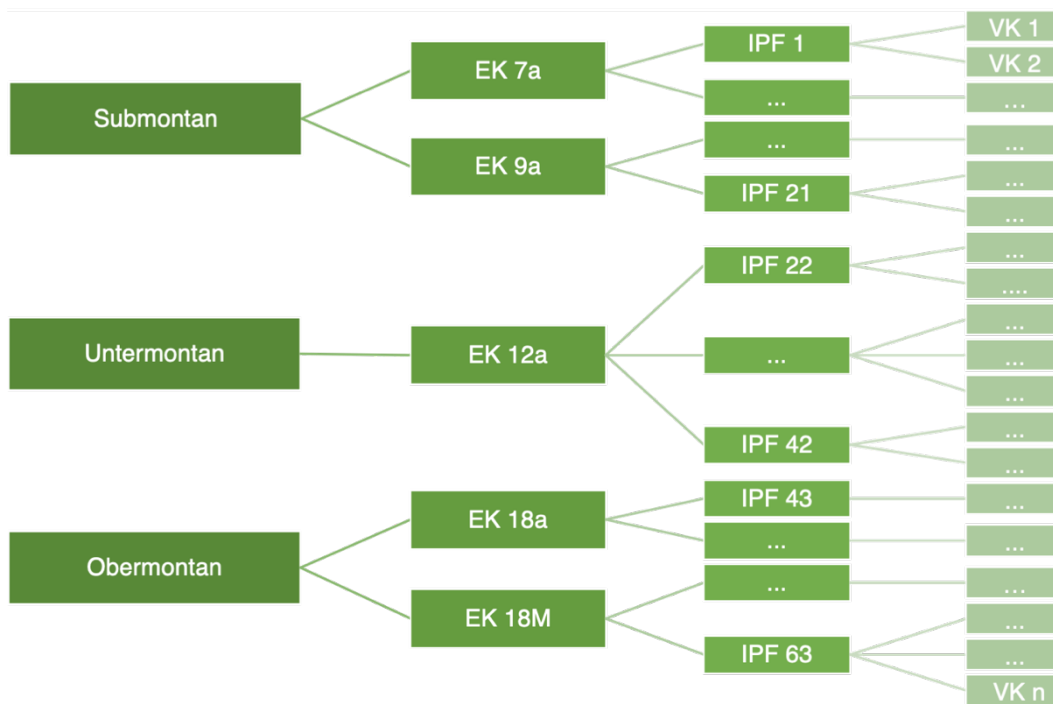 Submontan
EK 7a
IPF 1
VK 1
VK 2
...
...
EK 9a
...
...
IPF 21
...
...
Untermontan
EK 12a
IPF 22
...
....
...
...
...
...
IPF 42
...
...
Obermontan
EK 18a
IPF 43
...
...
...
EK 18M
...
...
IPF 63
...
...
VK n